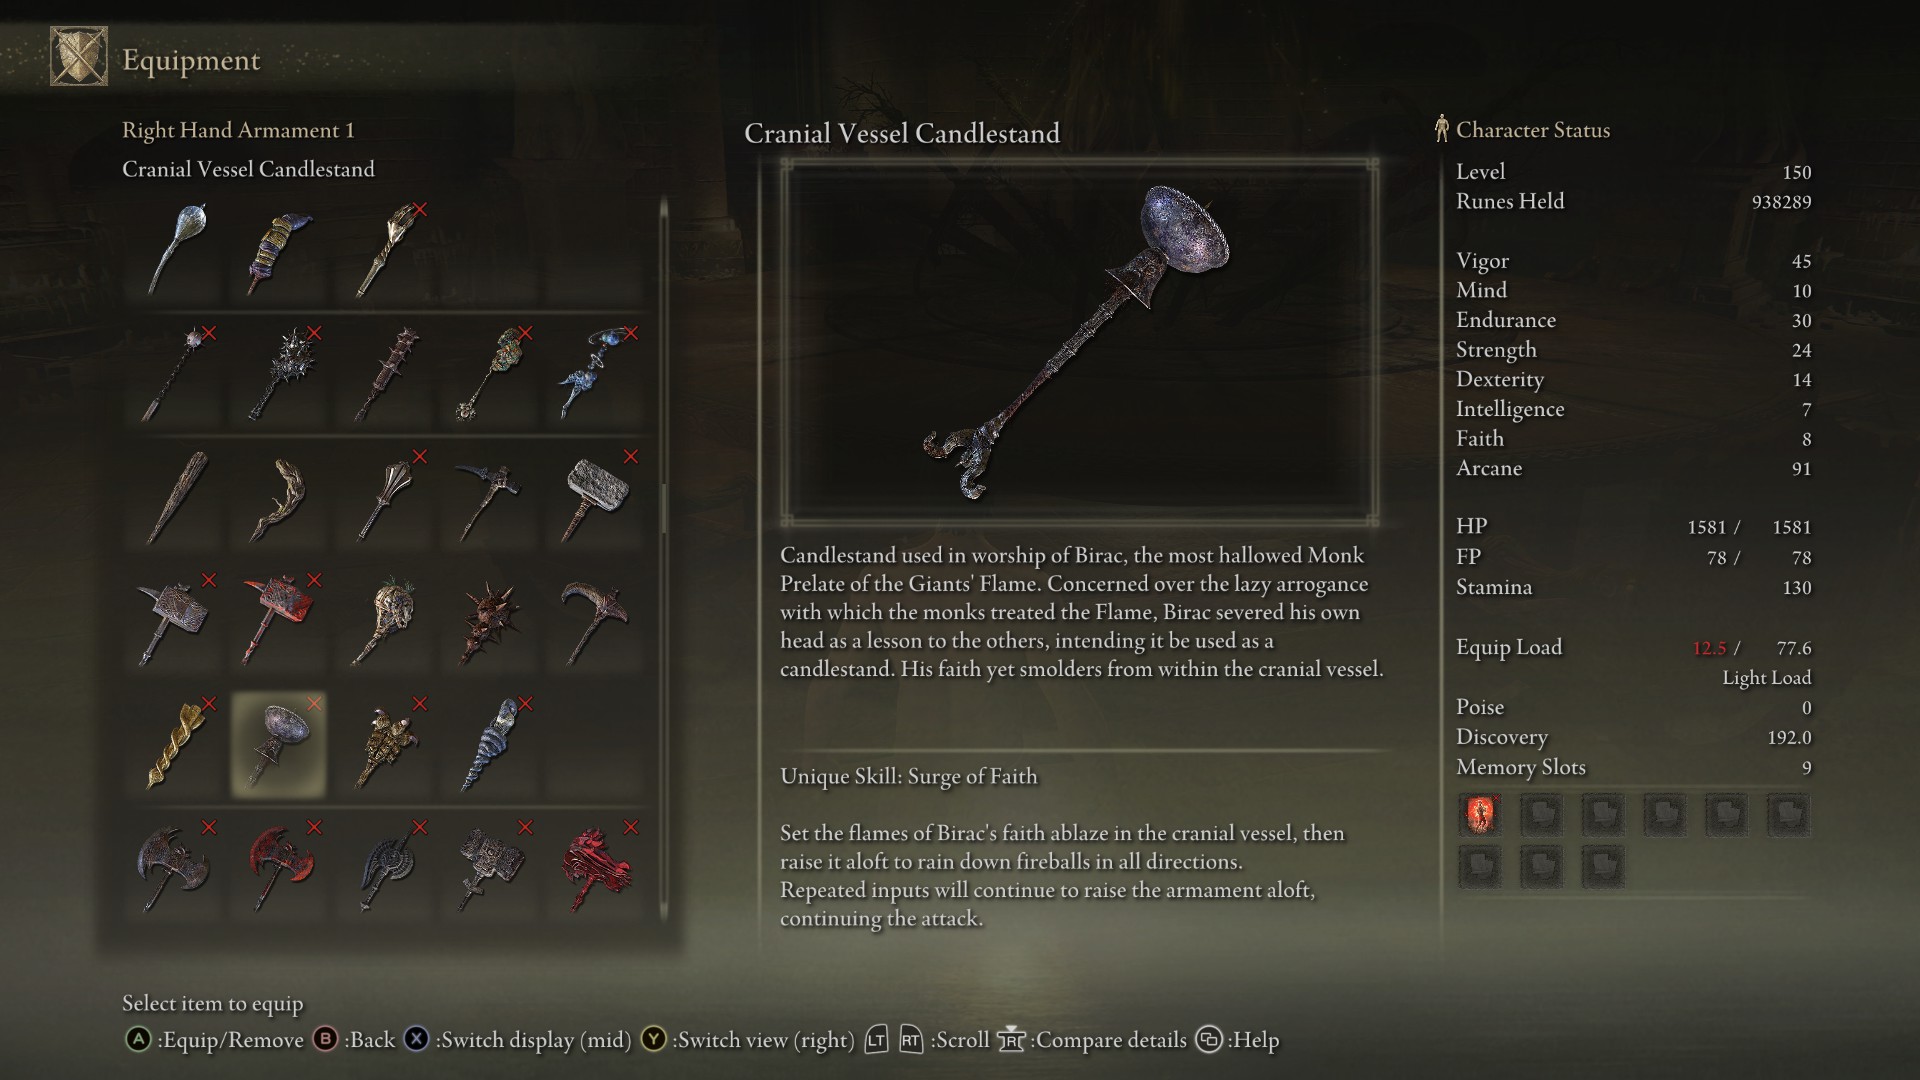 Equipment
Right Hand Armament 1
Cranial Vessel Candlestand
Cranial Vessel Candlestand
Candlestand used in worship of Birac, the most hallowed Monk
Prelate of the Giants' Flame. Concerned over the lazy arrogance
with which the monks treated the Flame, Birac severed his own
head as a lesson to the others, intending it be used as a
candlestand. His faith yet smolders from within the cranial vessel.
Unique Skill: Surge of Faith
Set the flames of Birac's faith ablaze in the cranial vessel, then
raise it aloft to rain down fireballs in all directions.
Repeated inputs will continue to raise the armament aloft,
continuing the attack.
Character Status
Level 150
Runes Held 938289
Vigor 45
Mind 10
Endurance 30
Strength 24
Dexterity 14
Intelligence 7
Faith 8
Arcane 91
HP 1581 / 1581
FP 78 / 78
Stamina 130
Equip Load 12.5 / 77.6
Light Load
Poise 0
Discovery 192.0
Memory Slots 9
Select item to equip
A :Equip/Remove B :Back X :Switch display (mid) Y :Switch view (right) LT RT :Scroll R :Compare details :Help